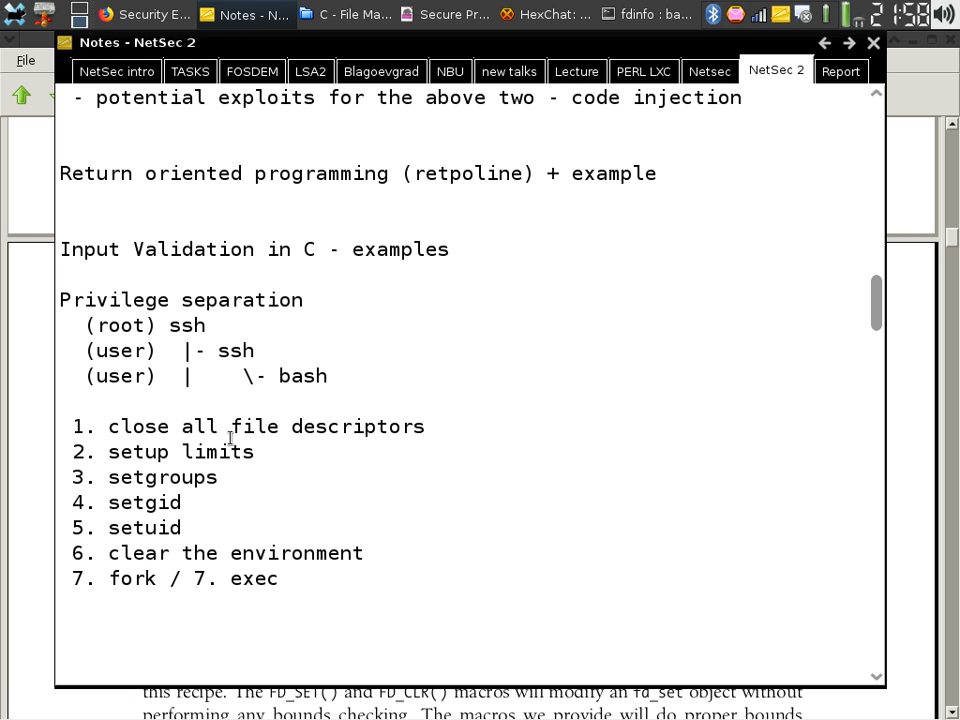 Security E...
Notes - N...
C - File Ma...
Secure Pr...
HexChat: ...
fdinfo : ba...
2
1:58
Notes - NetSec 2
File
NetSec intro
TASKS
FOSDEM
LSA2
Blagoevgrad
NBU
new talks
Lecture
PERL LXC
Netsec
NetSec 2
Report
- potential exploits for the above two - code injection
Return oriented programming (retpoline) + example
Input Validation in C - examples
Privilege separation
(root) ssh
(user) |- ssh
(user) | \- bash
1. close all file descriptors
2. setup limits
3. setgroups
4. setgid
5. setuid
6. clear the environment
7. fork / 7. exec
this recipe. The FD_SET() and FD_CLR() macros will modify an fd_set object without
performing any bounds checking. The macros we provide will do proper bounds